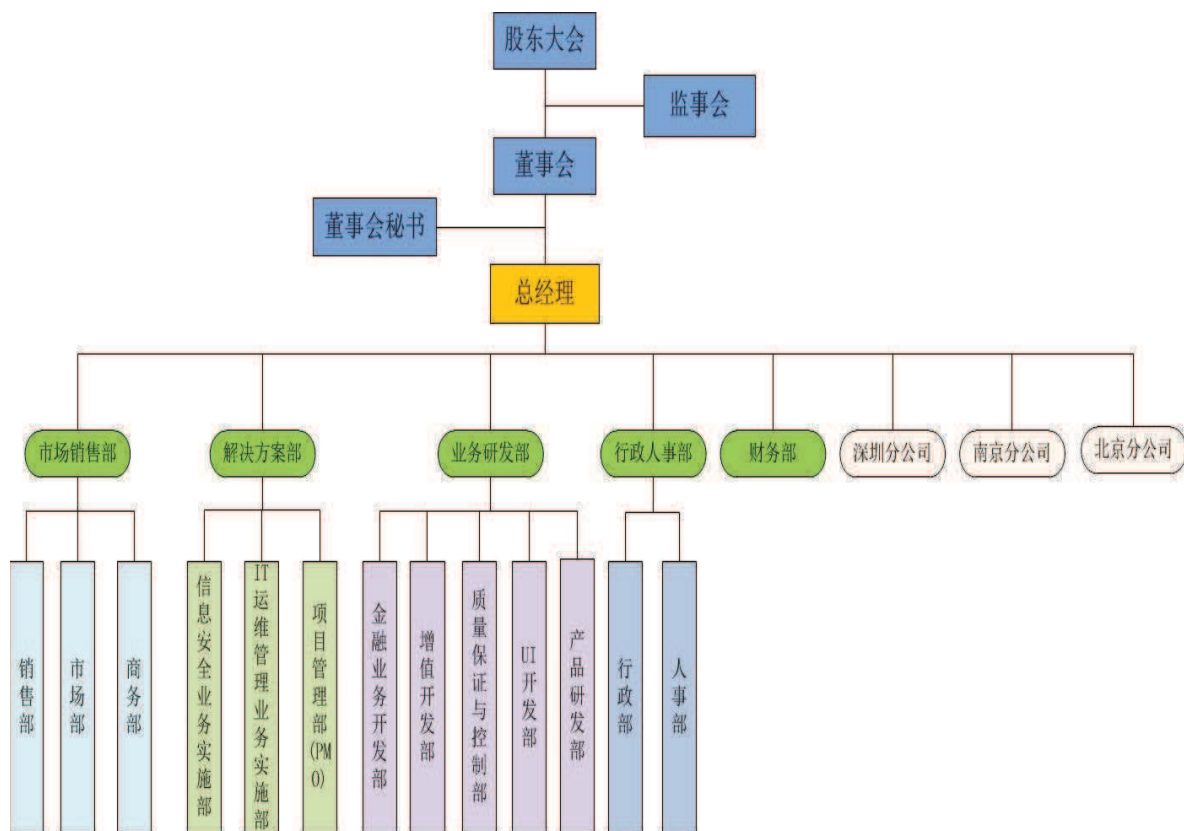 股东大会
监事会
董事会
董事会秘书
总经理
市场销售部
解决方案部
业务研发部
行政人事部
财务部
深圳分公司
南京分公司
北京分公司
销售部
市场部
商务部
信息安全业务实施部
IT运维管理业务实施部
项目管理部(PMO)
金融业务开发部
增值开发部
质量保证与控制部
UI开发部
产品研发部
行政部
人事部